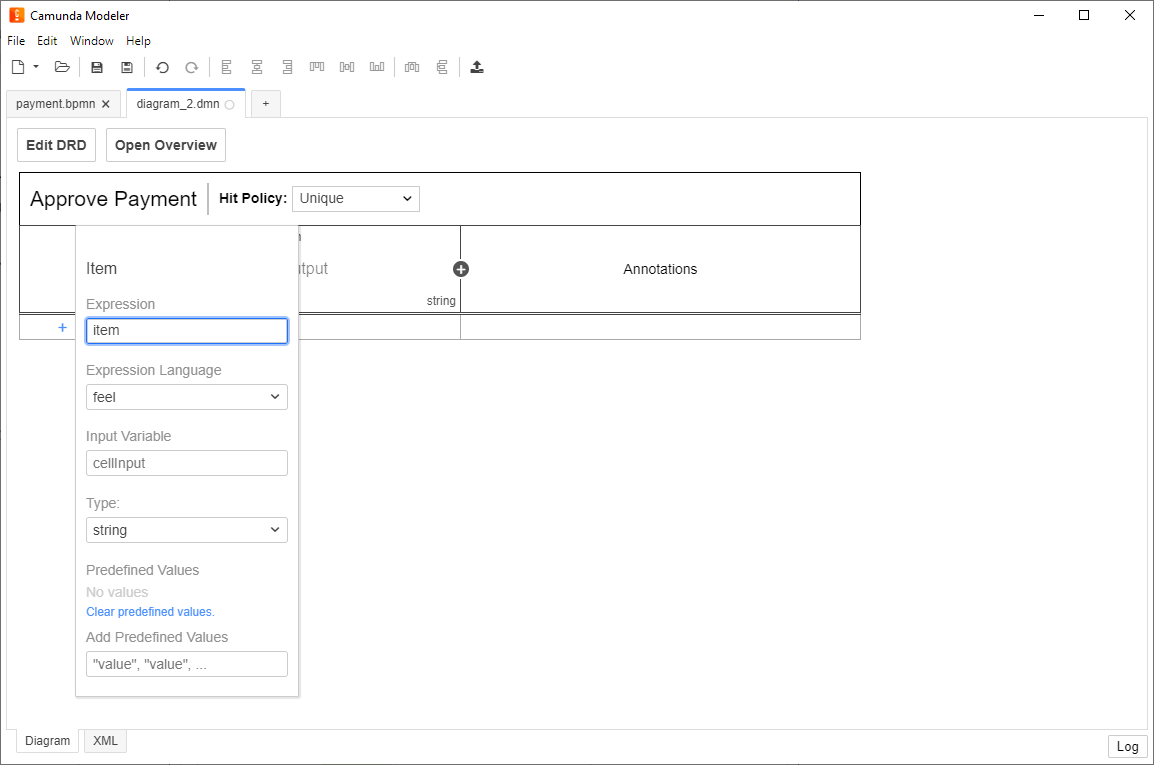 Camunda Modeler
File Edit Window Help
payment.bpmn
diagram_2.dmn
+
Edit DRD Open Overview
Approve Payment Hit Policy: Unique
Item
Annotations
Expression
string
+
item
Expression Language
feel
Input Variable
cellInput
Type:
string
Predefined Values
No values
Clear predefined values.
Add Predefined Values
"value", "value", ...
Diagram XML
Log